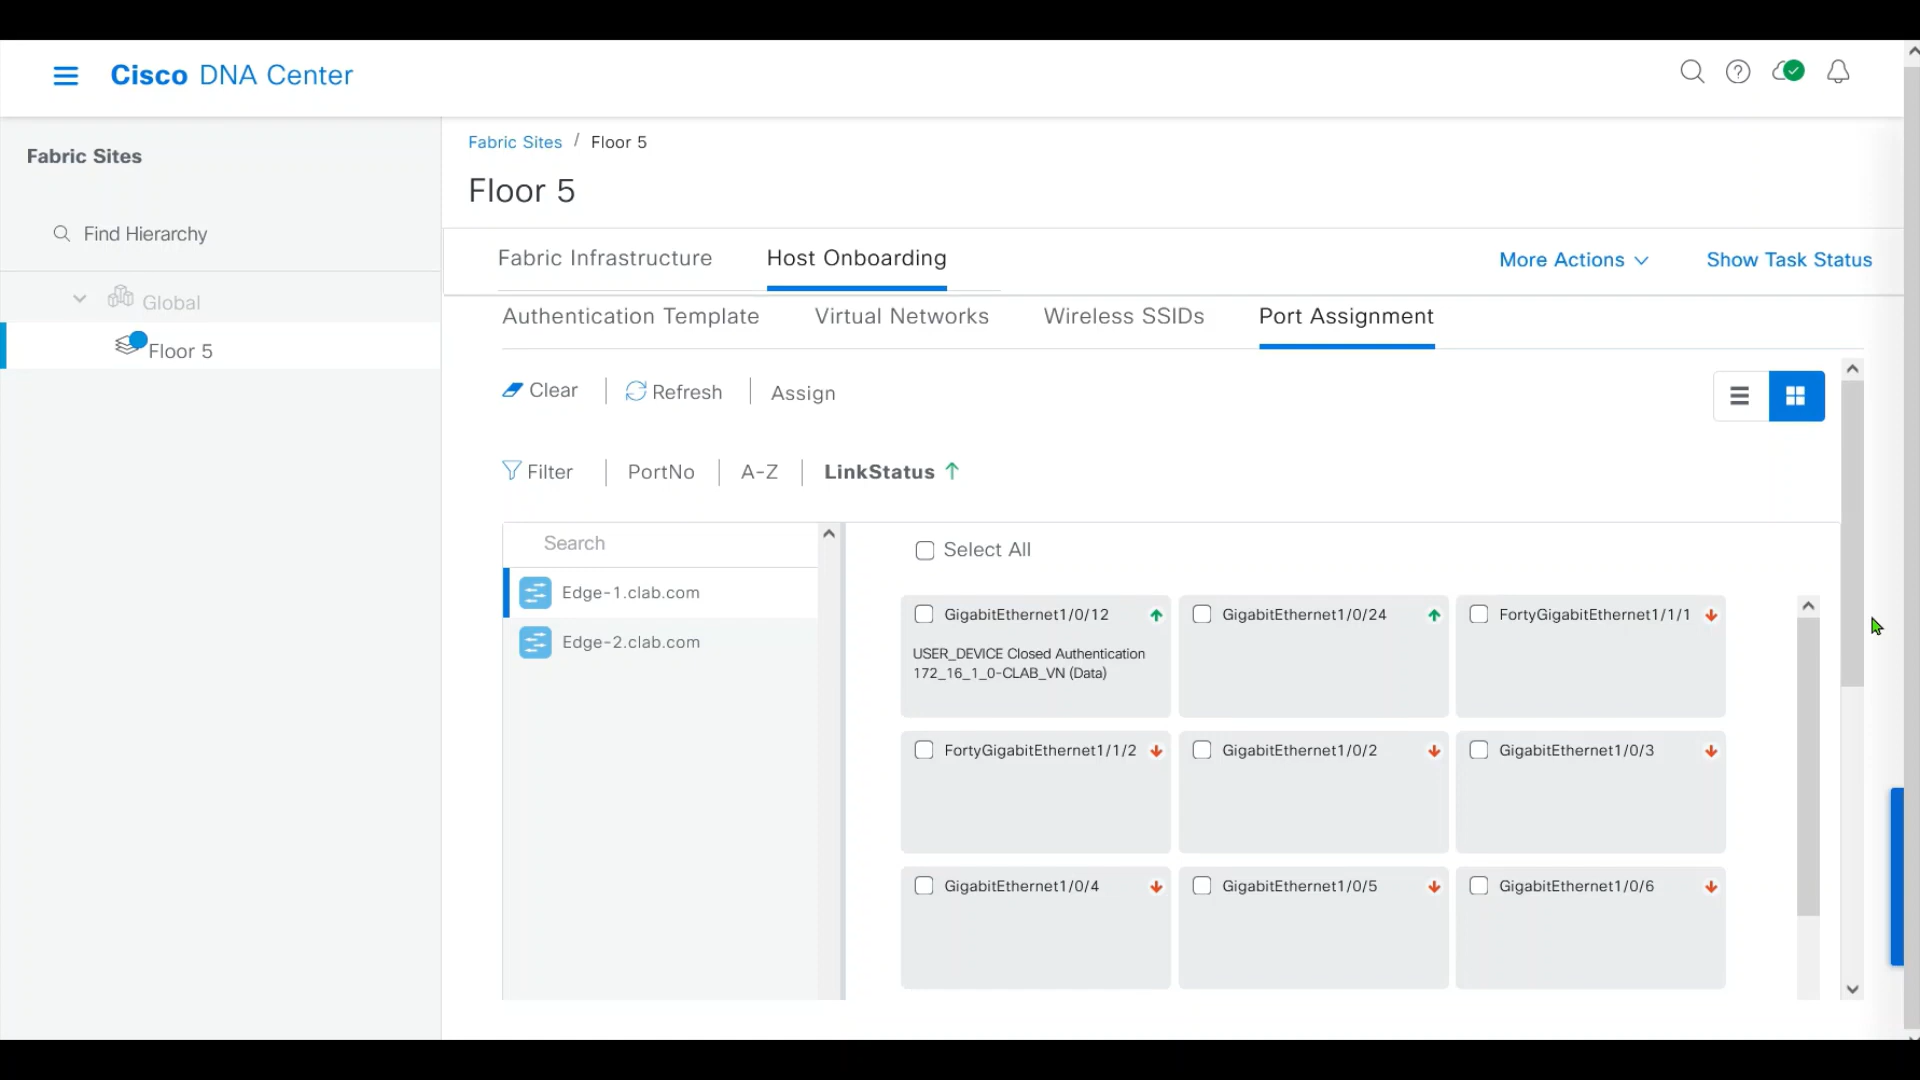 Cisco DNA Center
Fabric Sites
Find Hierarchy
Global
Floor 5
Fabric Sites / Floor 5
Floor 5
Fabric Infrastructure
Host Onboarding
More Actions
Show Task Status
Authentication Template
Virtual Networks
Wireless SSIDs
Port Assignment
Clear
Refresh
Assign
Filter
PortNo
A-Z
LinkStatus
Search
Edge-1.clab.com
Edge-2.clab.com
Select All
GigabitEthernet1/0/12
USER_DEVICE Closed Authentication
172_16_1_0-CLAB_VN (Data)
GigabitEthernet1/0/24
FortyGigabitEthernet1/1/1
FortyGigabitEthernet1/1/2
GigabitEthernet1/0/2
GigabitEthernet1/0/3
GigabitEthernet1/0/4
GigabitEthernet1/0/5
GigabitEthernet1/0/6